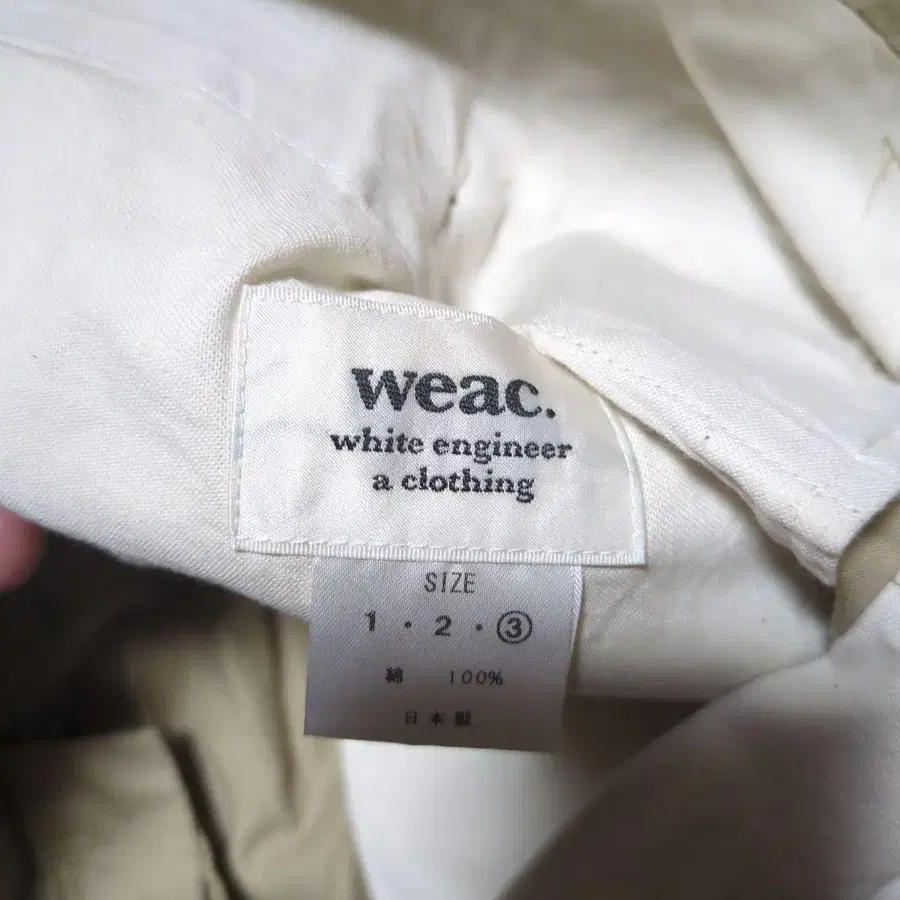 weac.
white engineer
a clothing
SIZE
1・2・③
綿 100%
日本製